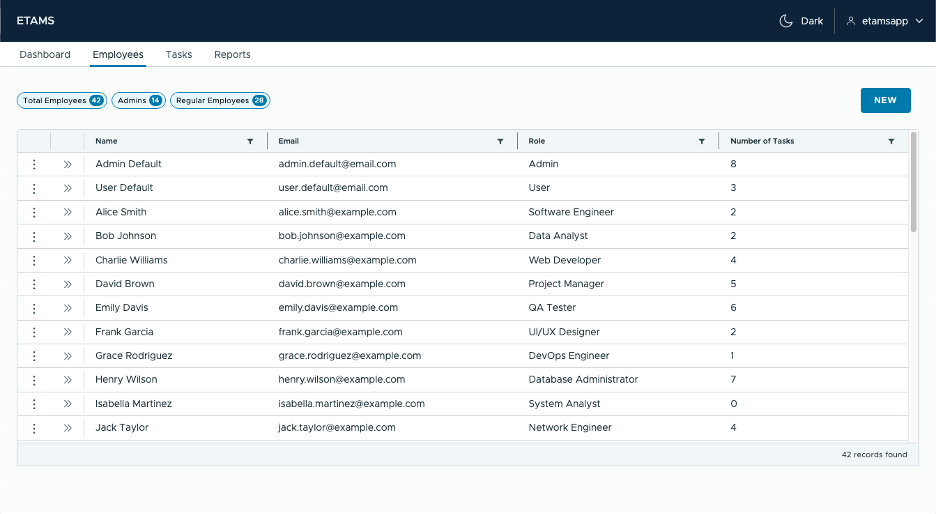 ETAMS Dark etamsapp
Dashboard Employees Tasks Reports
Total Employees 42 Admins 14 Regular Employees 28 NEW
Name Email Role Number of Tasks
Admin Default admin.default@email.com Admin 8
User Default user.default@email.com User 3
Alice Smith alice.smith@example.com Software Engineer 2
Bob Johnson bob.johnson@example.com Data Analyst 2
Charlie Williams charlie.williams@example.com Web Developer 4
David Brown david.brown@example.com Project Manager 5
Emily Davis emily.davis@example.com QA Tester 6
Frank Garcia frank.garcia@example.com UI/UX Designer 2
Grace Rodriguez grace.rodriguez@example.com DevOps Engineer 1
Henry Wilson henry.wilson@example.com Database Administrator 7
Isabella Martinez isabella.martinez@example.com System Analyst 0
Jack Taylor jack.taylor@example.com Network Engineer 4
42 records found